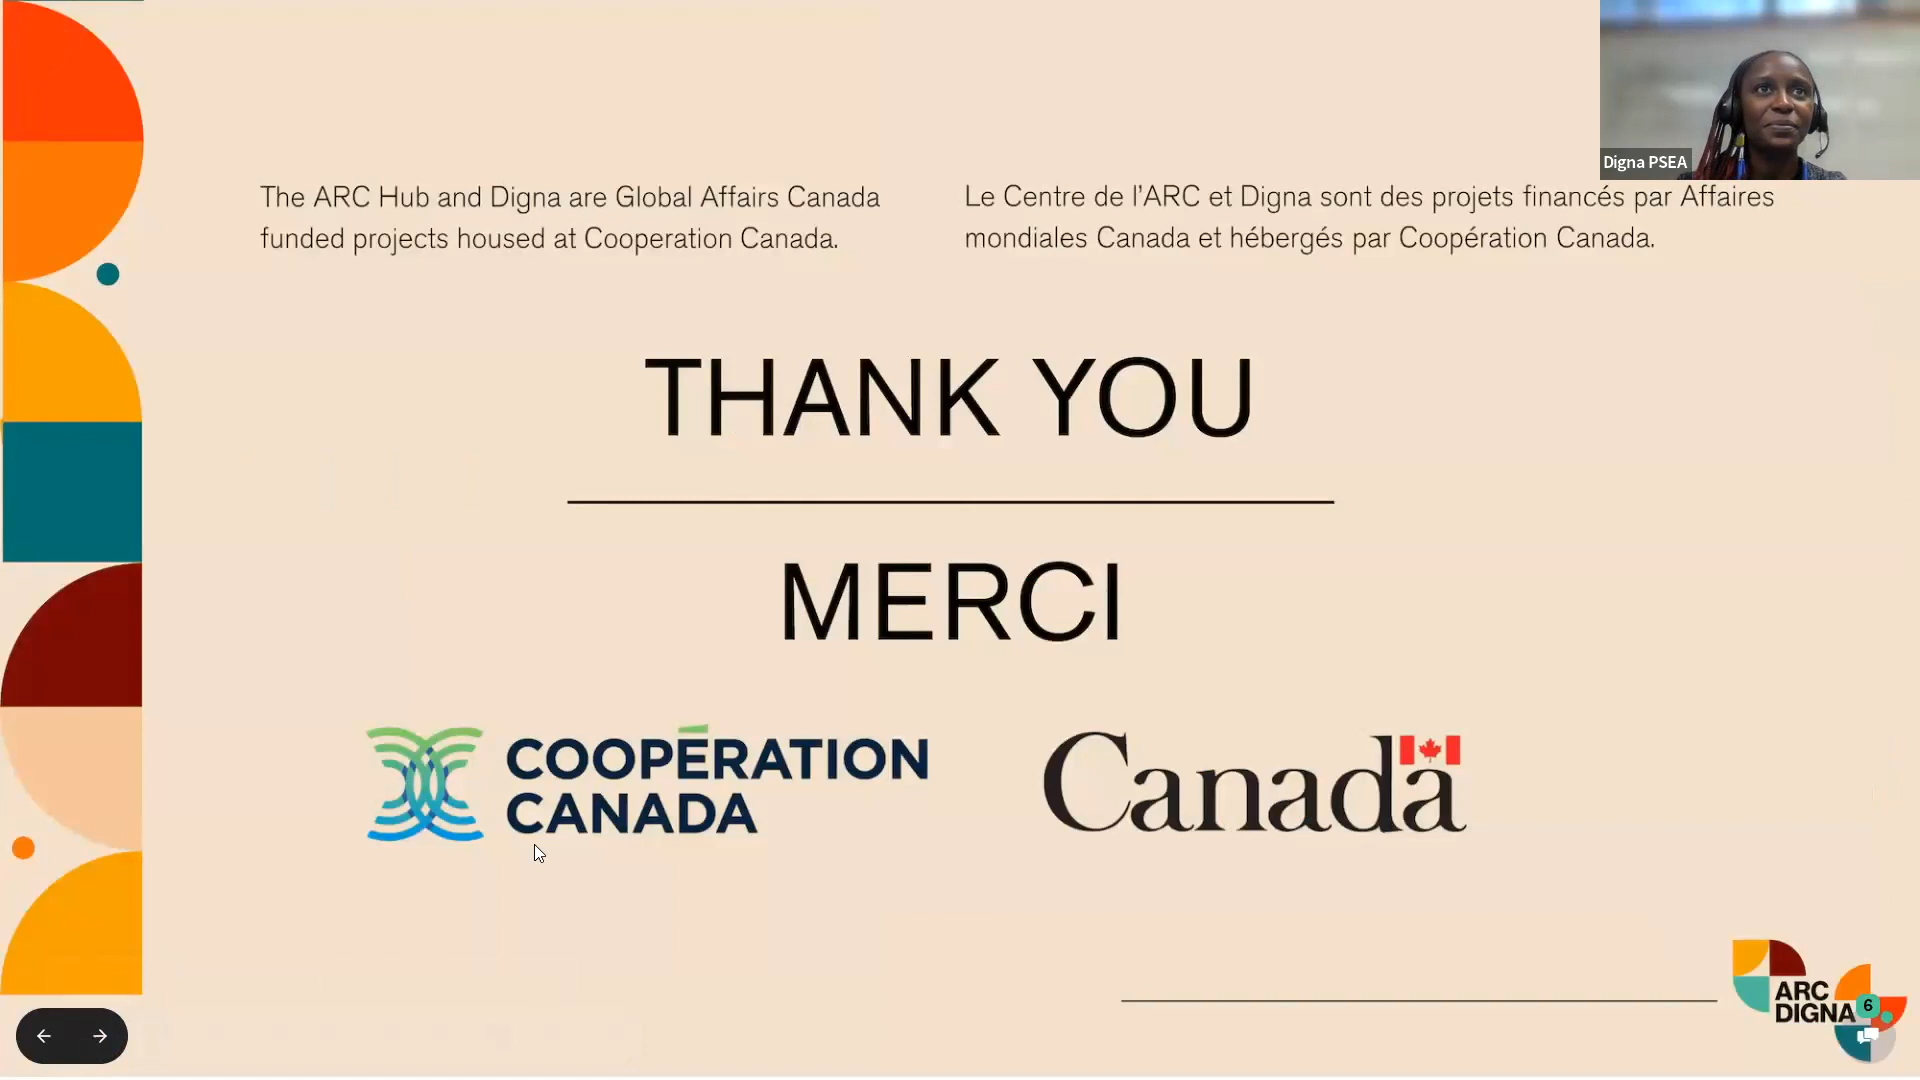 Digna PSEA
The ARC Hub and Digna are Global Affairs Canada
funded projects housed at Cooperation Canada.
Le Centre de l'ARC et Digna sont des projets financés par Affaires
mondiales Canada et hébergés par Coopération Canada.
THANK YOU
MERCI
COOPÉRATION
CANADA
Canada
ARC
DIGNA
6